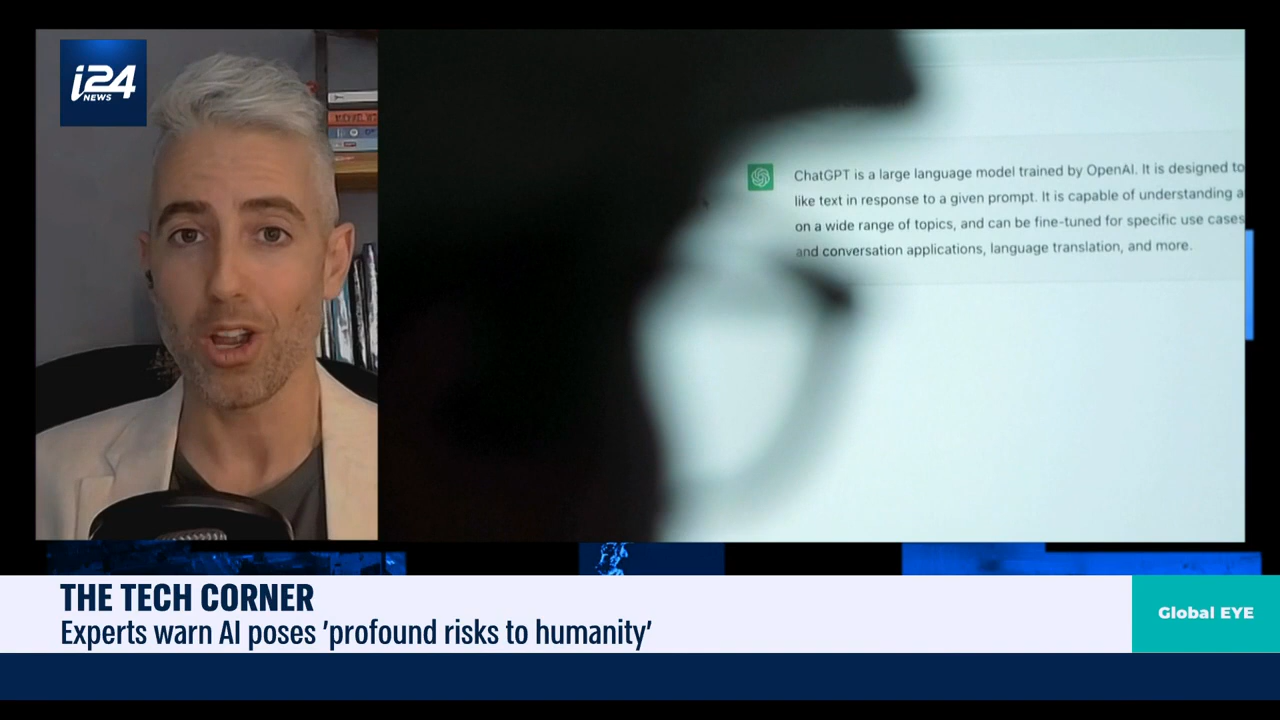 i24
NEWS
ChatGPT is a large language model trained by OpenAI. It is designed to
like text in response to a given prompt. It is capable of understanding a
on a wide range of topics, and can be fine-tuned for specific use cases
and conversation applications, language translation, and more.
THE TECH CORNER
Experts warn AI poses 'profound risks to humanity'
Global EYE